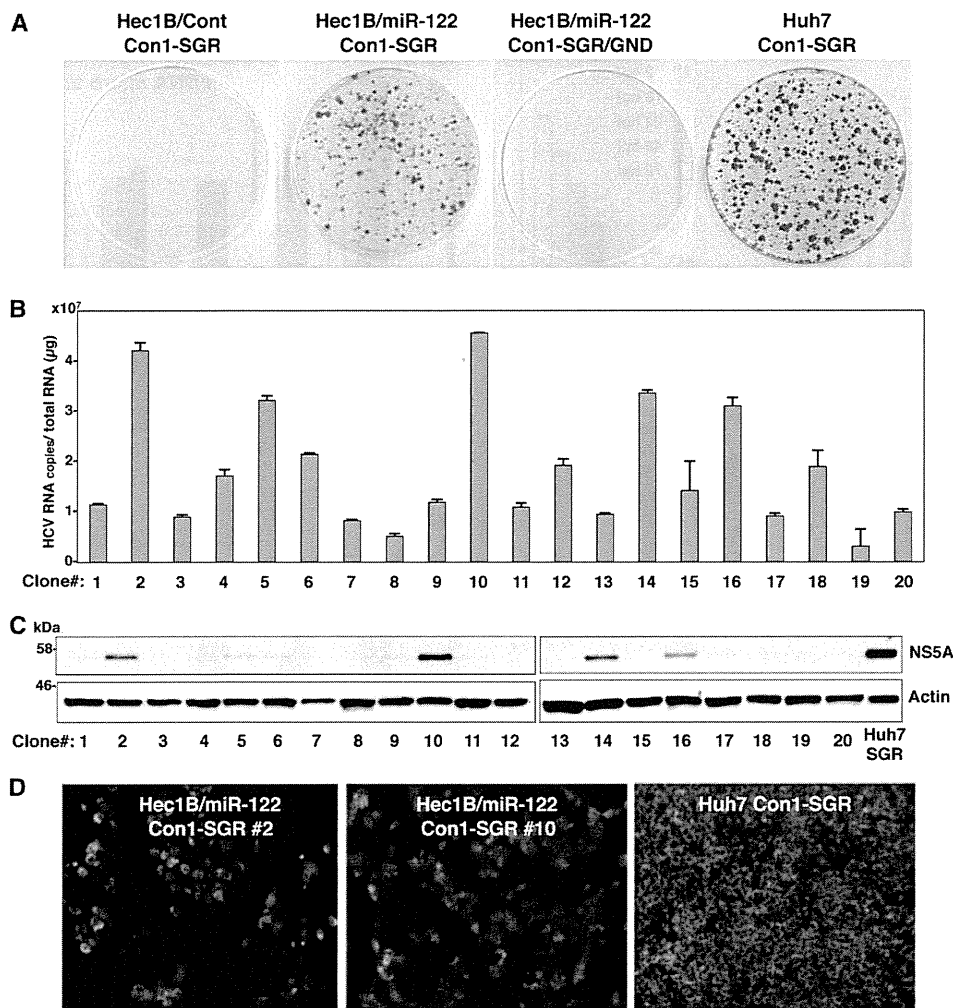 A
Hec1B/Cont
Con1-SGR
Hec1B/miR-122
Con1-SGR
Hec1B/miR-122
Con1-SGR/GND
Huh7
Con1-SGR
B
x10⁷
HCV RNA copies/ total RNA (µg)
4
3
2
1
0
Clone#: 1 2 3 4 5 6 7 8 9 10 11 12 13 14 15 16 17 18 19 20
C kDa
58-
NS5A
46-
Actin
Clone#: 1 2 3 4 5 6 7 8 9 10 11 12 13 14 15 16 17 18 19 20 Huh7
SGR
D
Hec1B/miR-122
Con1-SGR #2
Hec1B/miR-122
Con1-SGR #10
Huh7 Con1-SGR